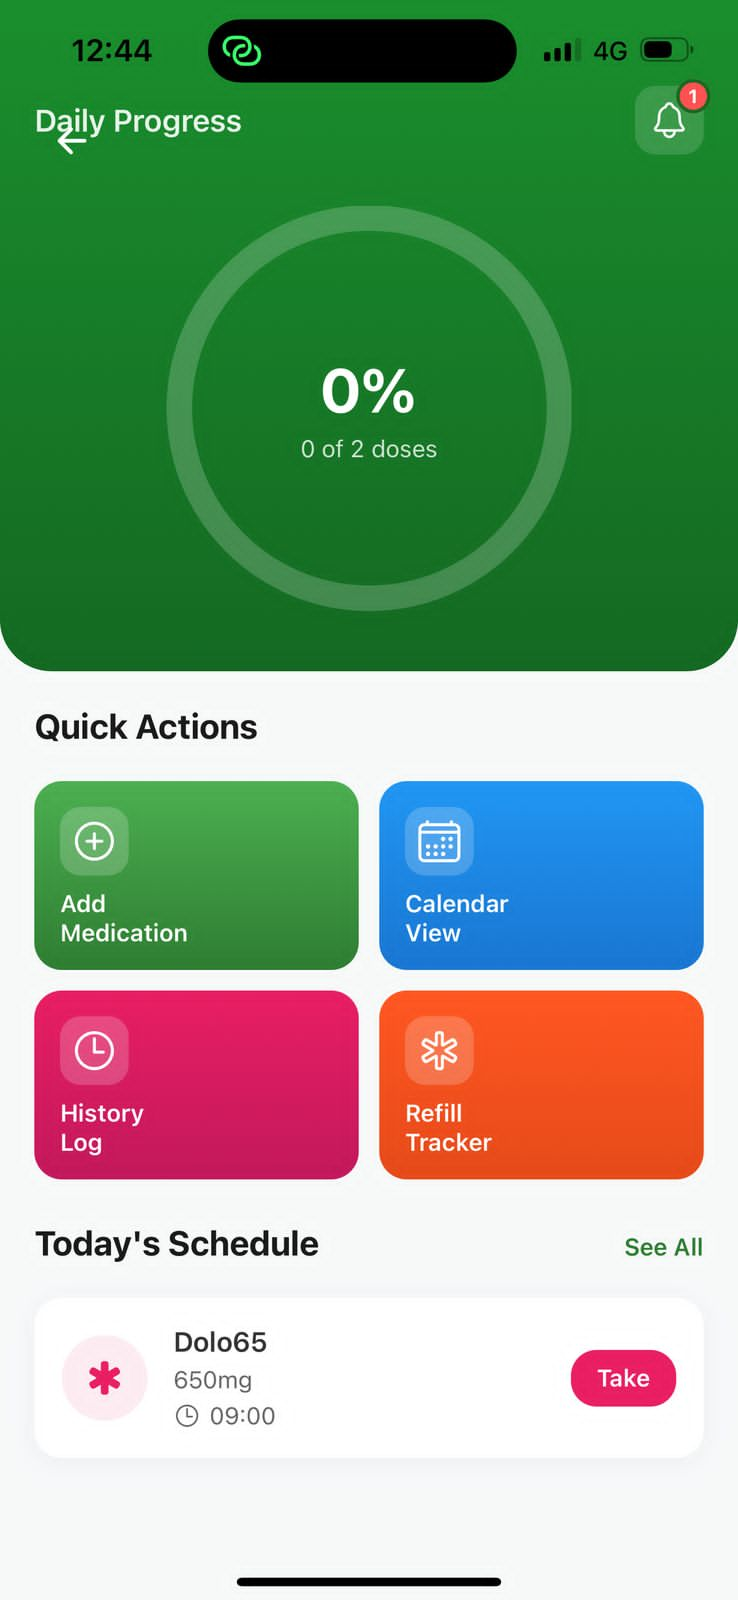 12:44
4G
Daily Progress
1
0%
0 of 2 doses
Quick Actions
Add
Medication
Calendar
View
History
Log
Refill
Tracker
Today's Schedule
See All
Dolo65
650mg
09:00
Take